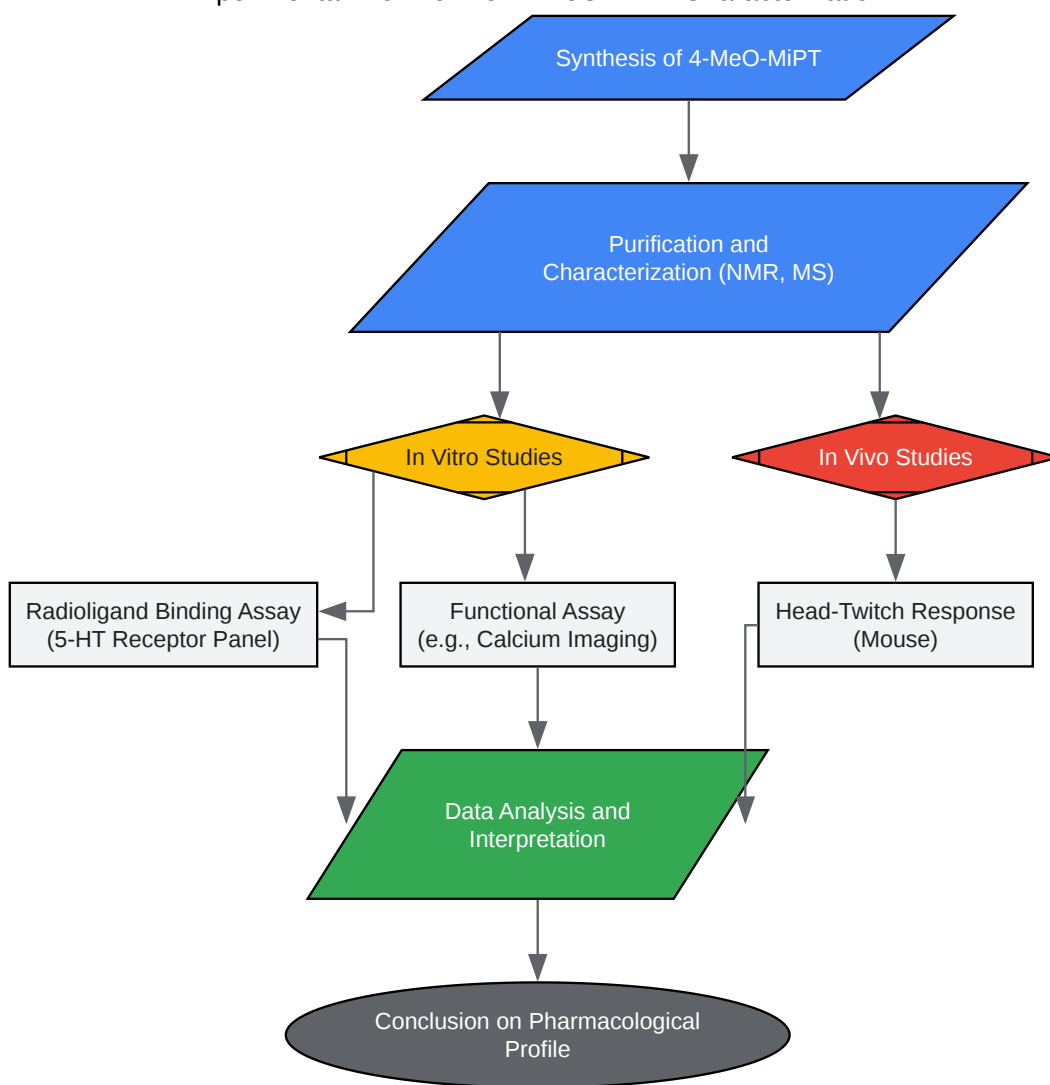 Synthesis of 4-MeO-MiPT
Purification and
Characterization (NMR, MS)
In Vitro Studies
In Vivo Studies
Radioligand Binding Assay
(5-HT Receptor Panel)
Functional Assay
(e.g., Calcium Imaging)
Head-Twitch Response
(Mouse)
Data Analysis and
Interpretation
Conclusion on Pharmacological
Profile